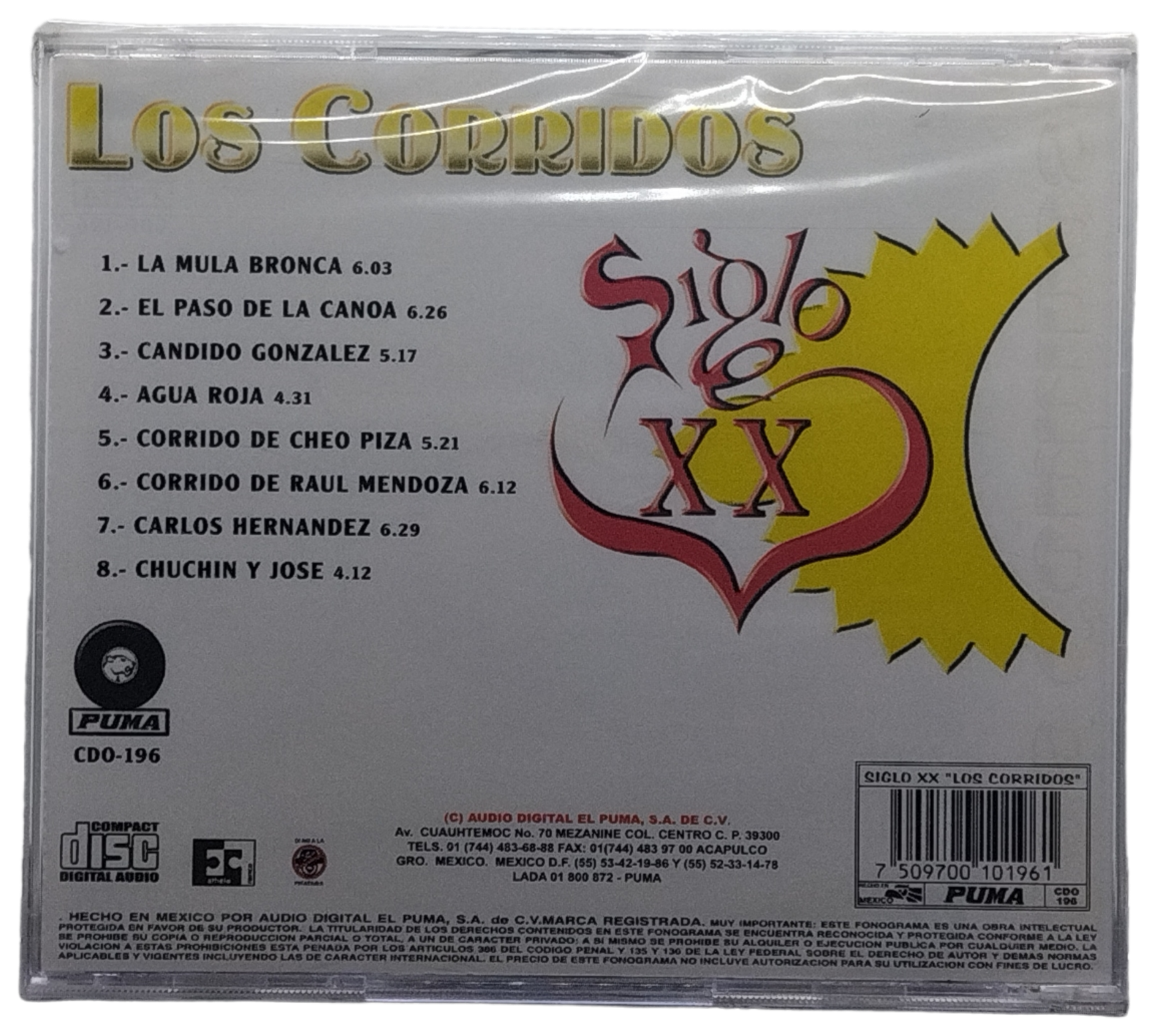 LOS CORRIDOS
Siglo
XX
1.- LA MULA BRONCA 6.03
2.- EL PASO DE LA CANOA 6.26
3.- CANDIDO GONZALEZ 5.17
4.- AGUA ROJA 4.31
5.- CORRIDO DE CHEO PIZA 5.21
6.- CORRIDO DE RAUL MENDOZA 6.12
7.- CARLOS HERNANDEZ 6.29
8.- CHUCHIN Y JOSE 4.12
PUMA
CDO-196
COMPACT
disc
DIGITAL AUDIO
SIGLO XX "LOS CORRIDOS"
7 509700 101961
HECHO EN
MEXICO
PUMA
CDO
196
(C) AUDIO DIGITAL EL PUMA, S.A. DE C.V.
Av. CUAUHTEMOC No. 70 MEZANINE COL. CENTRO C. P. 39300
TELS. 01 (744) 483-68-88 FAX: 01(744) 483 97 00 ACAPULCO
GRO. MEXICO. MEXICO D.F. (55) 53-42-19-86 Y (55) 52-33-14-78
LADA 01 800 872 - PUMA
. HECHO EN MEXICO POR AUDIO DIGITAL EL PUMA, S.A. de C.V.MARCA REGISTRADA. MUY IMPORTANTE: ESTE FONOGRAMA ES UNA OBRA INTELECTUAL
PROTEGIDA EN FAVOR DE SU PRODUCTOR. LA TITULARIDAD DE LOS DERECHOS CONTENIDOS EN ESTE FONOGRAMA SE ENCUENTRA RECONOCIDA Y PROTEGIDA CONFORME A LA LEY
SE PROHIBE SU COPIA O REPRODUCCION PARCIAL O TOTAL, A UN DE CARACTER PRIVADO; A SI MISMO SE PROHIBE SU ALQUILER O EJECUCION PUBLICA POR CUALQUIER MEDIO. LA
VIOLACION A ESTAS PROHIBICIONES ESTA PENADA POR LOS ARTICULOS 386 DEL CODIGO PENAL Y 135 Y 136 DE LA LEY FEDERAL SOBRE EL DERECHO DE AUTOR Y DEMAS NORMAS
APLICABLES Y VIGENTES INCLUYENDO LAS DE CARACTER INTERNACIONAL. EL PRECIO DE ESTE FONOGRAMA NO INCLUYE AUTORIZACION PARA SU UTILIZACION CON FINES DE LUCRO.